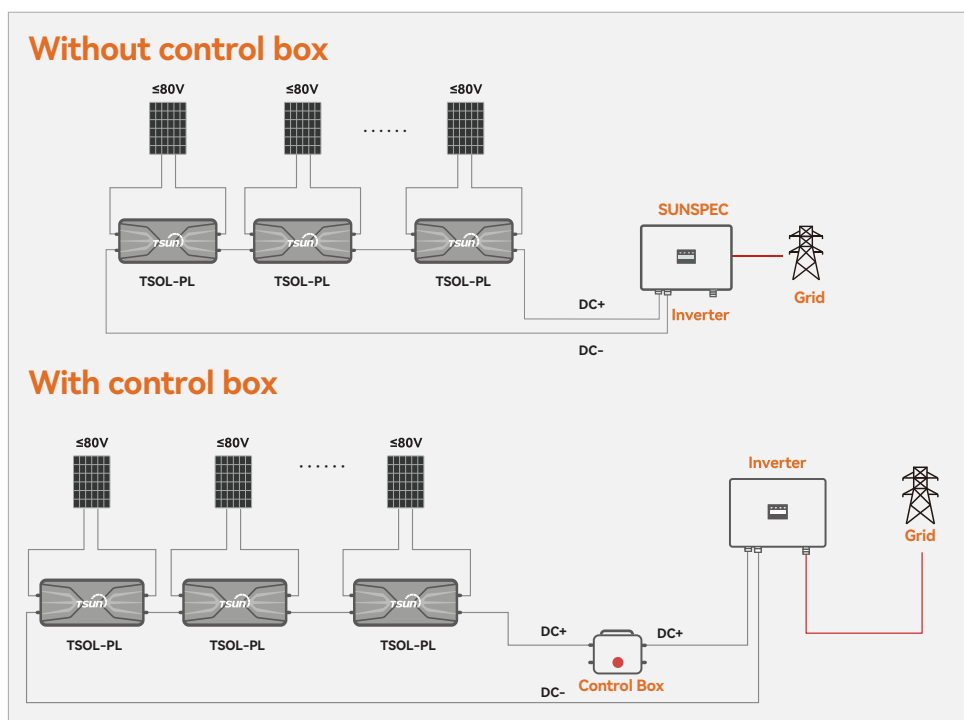 Without control box
≤80V ≤80V ≤80V
TSUN TSUN TSUN
TSOL-PL TSOL-PL TSOL-PL
SUNSPEC
Grid
DC+
Inverter
DC-
With control box
≤80V ≤80V ≤80V
Inverter
Grid
TSUN TSUN TSUN
TSOL-PL TSOL-PL TSOL-PL
DC+ DC+
Control Box
DC-